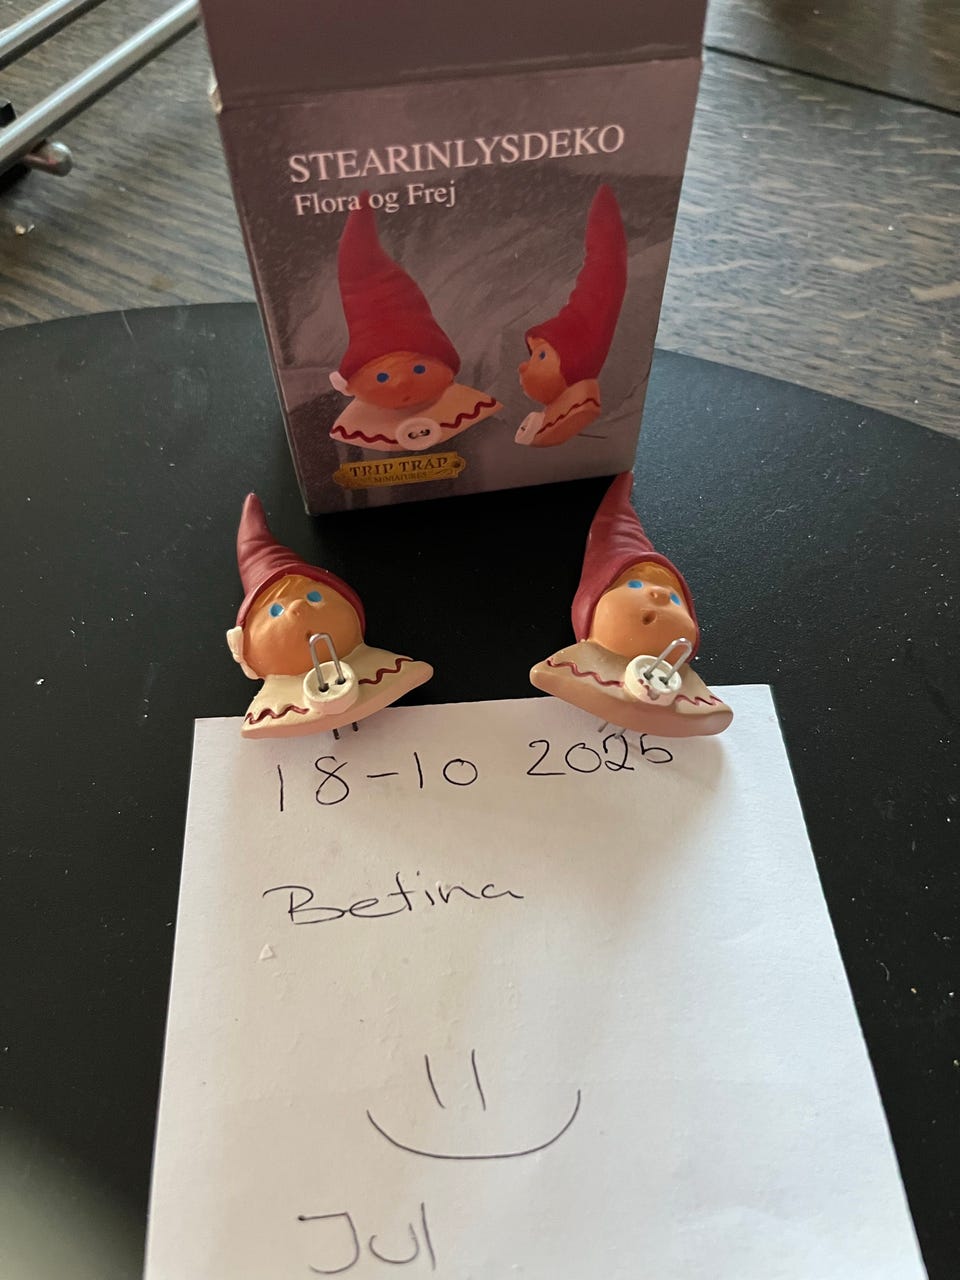 STEARINLYSDEKO
Flora og Frej
TRIP TRAP
MINIATURES
18-10 2025
Betina
Jul